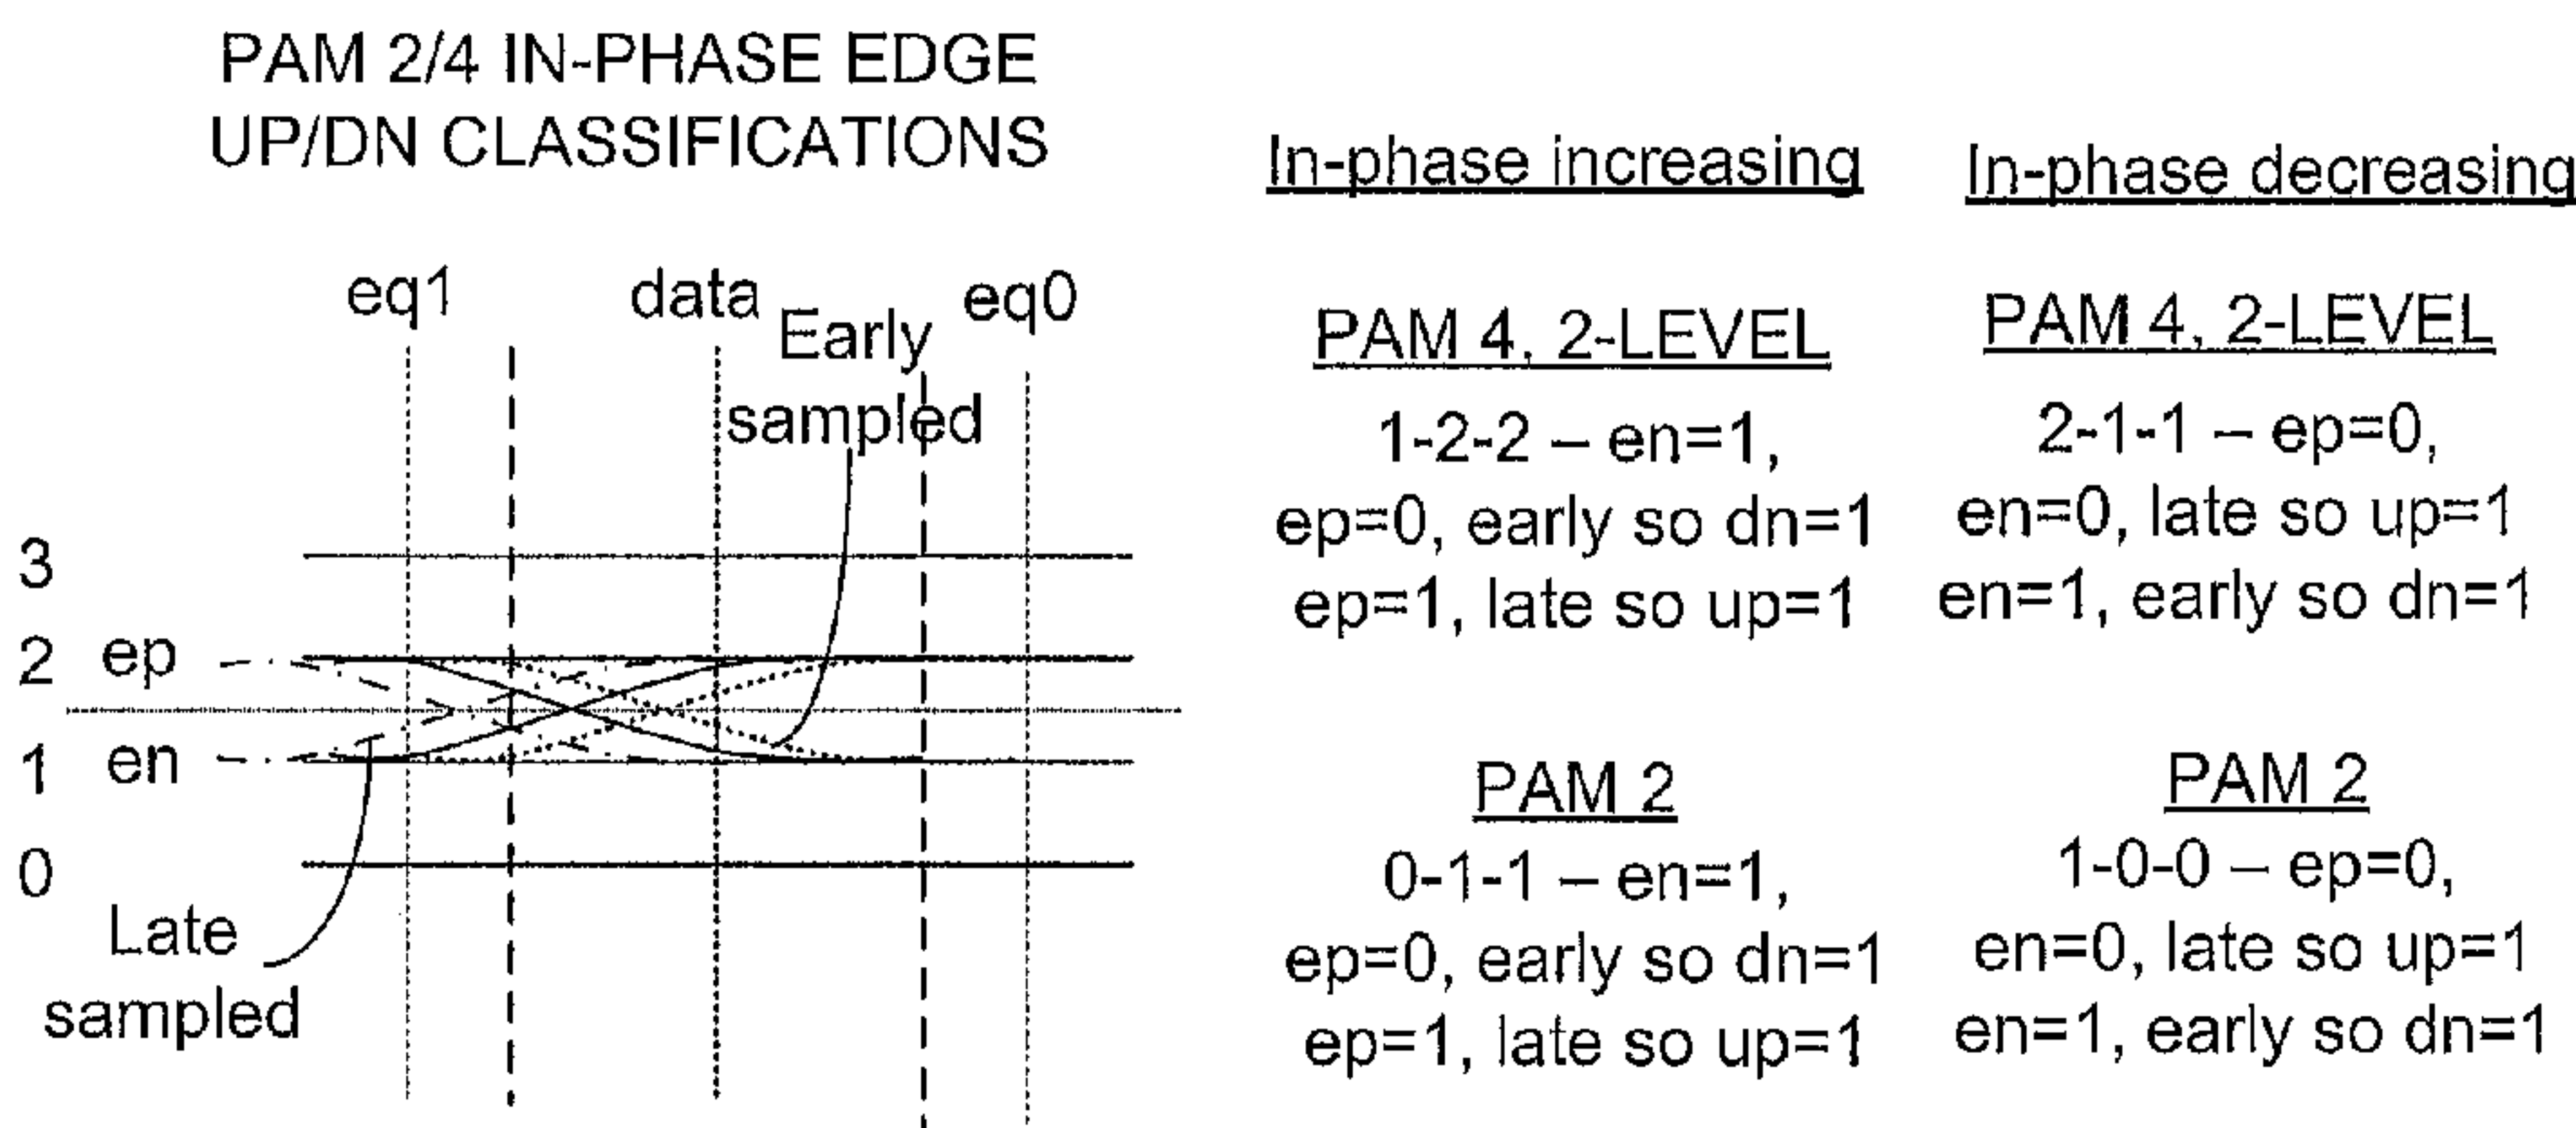 PAM 2/4 IN-PHASE EDGE
UP/DN CLASSIFICATIONS
eq1
data
Early
sampled
eq0
3
2 ep
1 en
0
Late
sampled
In-phase increasing
PAM 4, 2-LEVEL
1-2-2 – en=1,
ep=0, early so dn=1
ep=1, late so up=1
PAM 2
0-1-1 – en=1,
ep=0, early so dn=1
ep=1, late so up=1
In-phase decreasing
PAM 4, 2-LEVEL
2-1-1 – ep=0,
en=0, late so up=1
en=1, early so dn=1
PAM 2
1-0-0 – ep=0,
en=0, late so up=1
en=1, early so dn=1